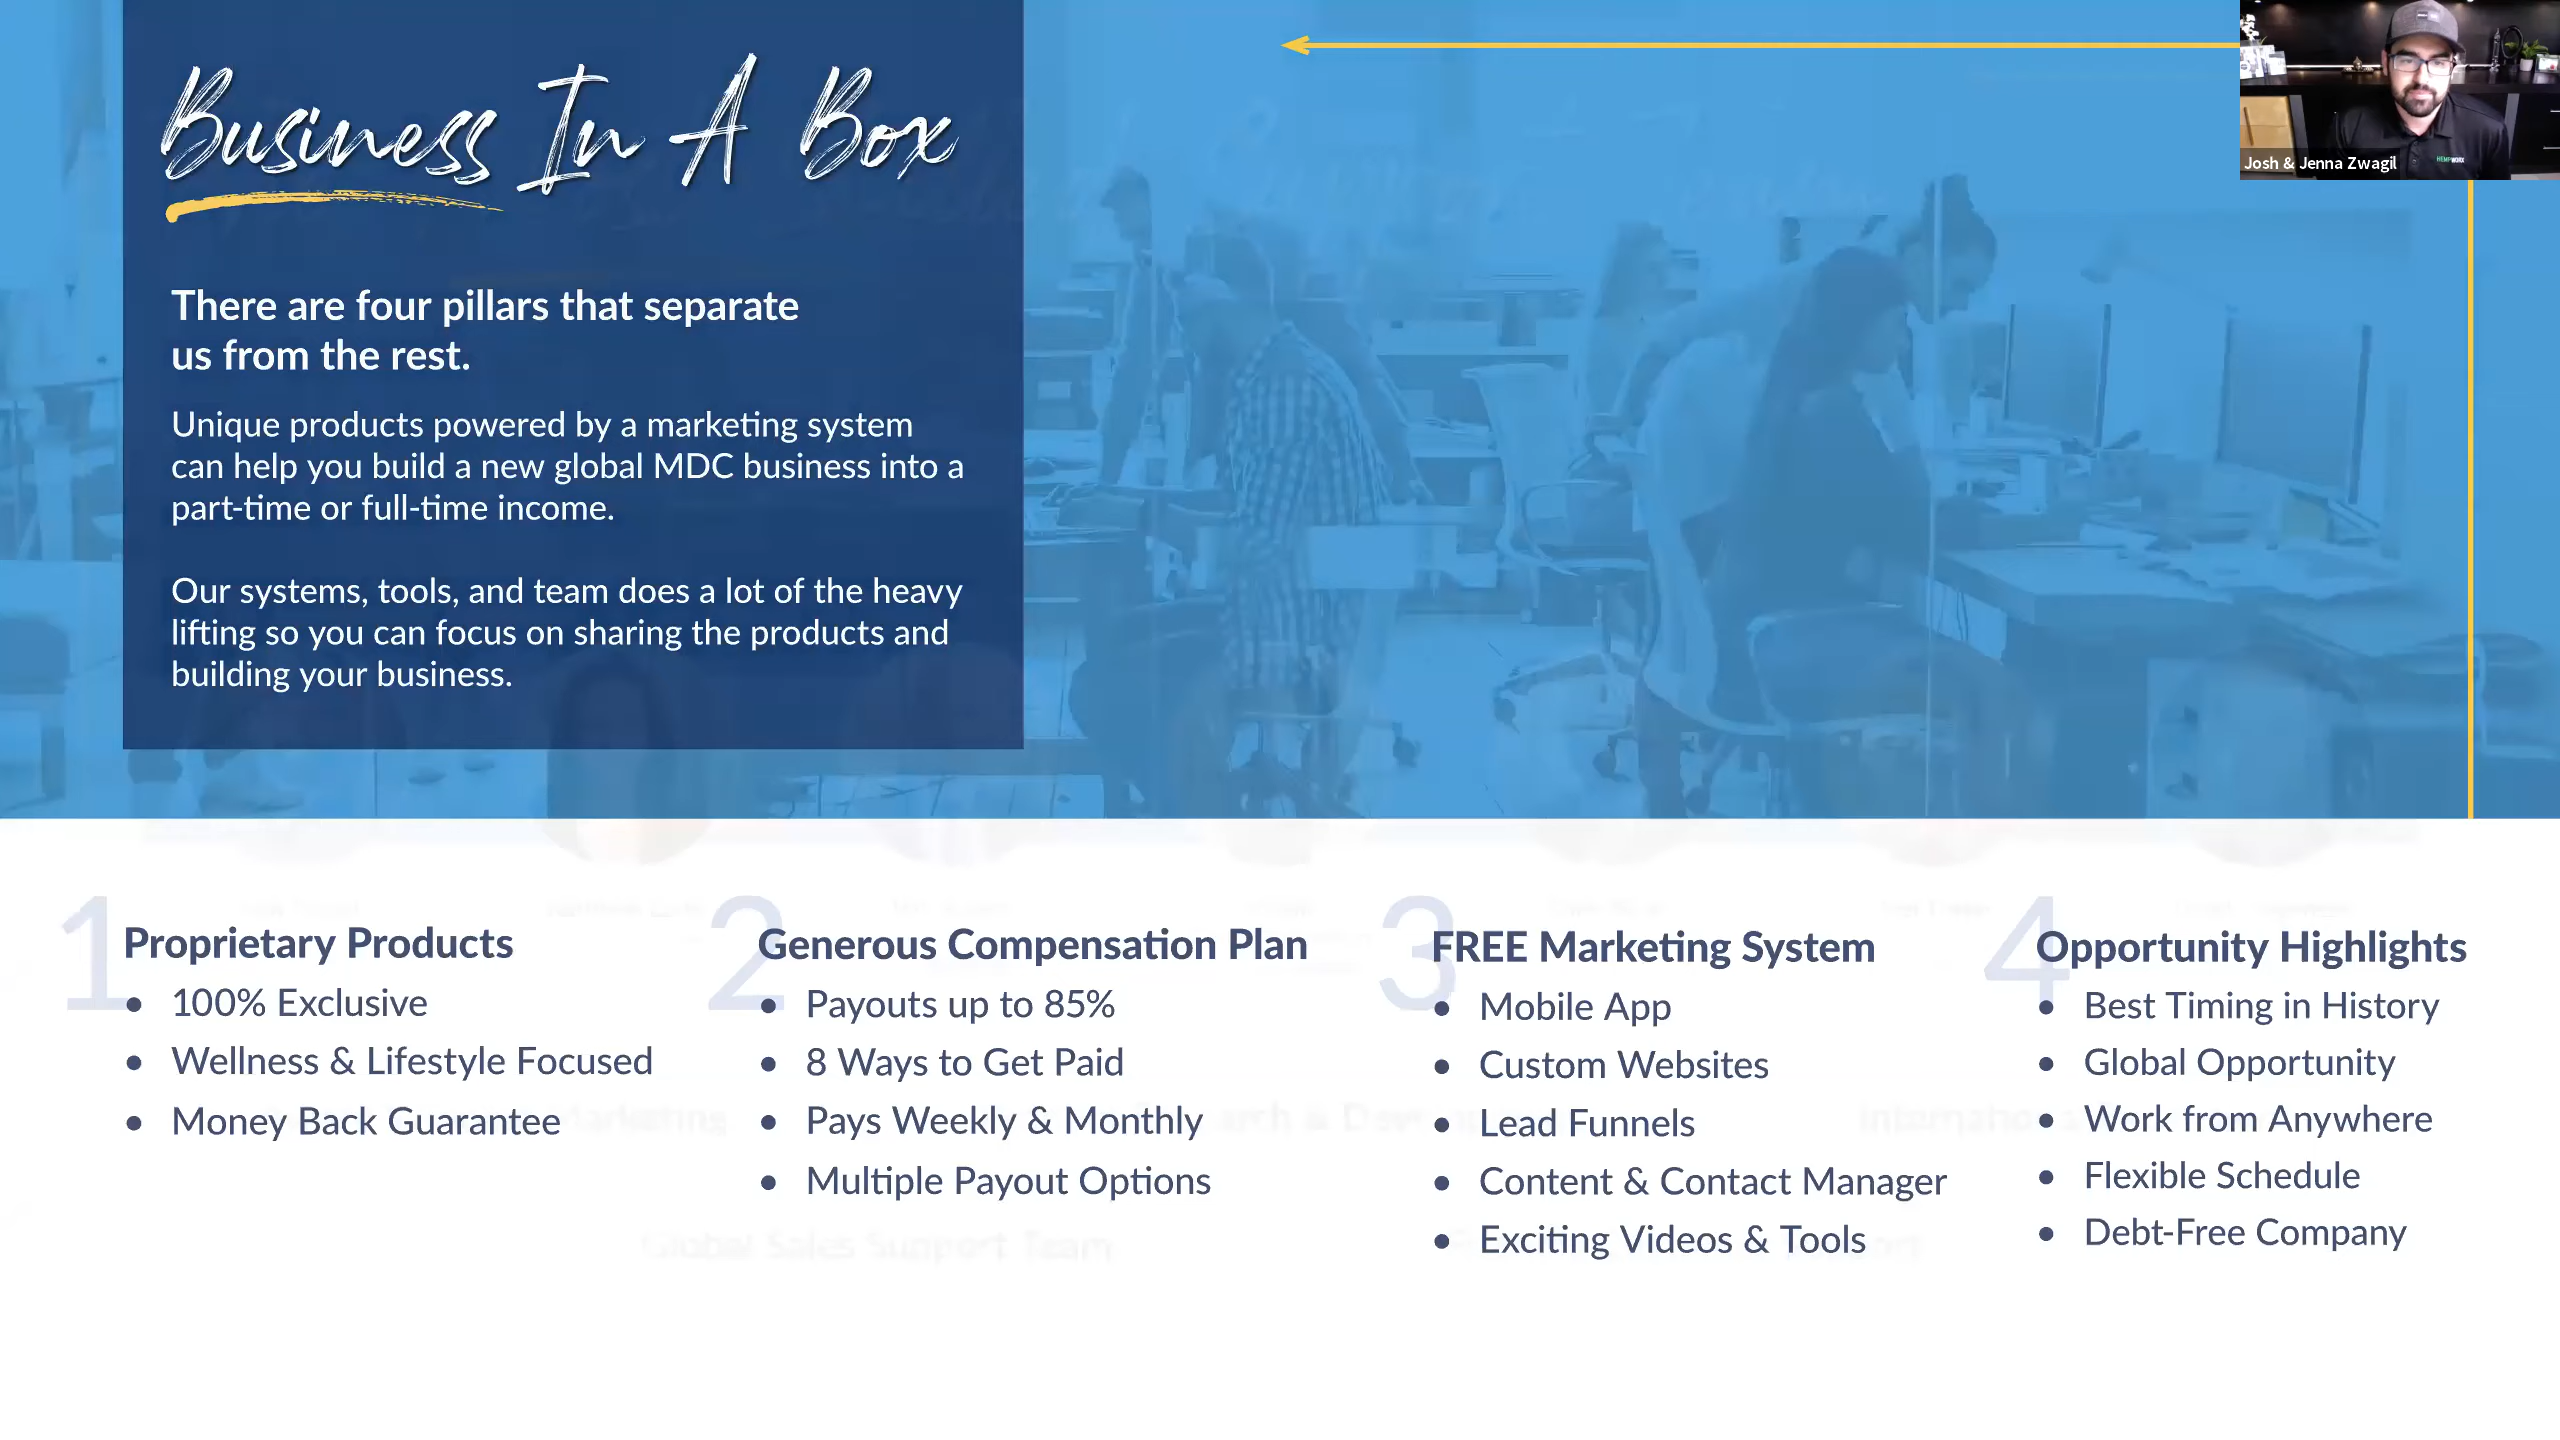 Business In A Box
There are four pillars that separate
us from the rest.
Unique products powered by a marketing system
can help you build a new global MDC business into a
part-time or full-time income.
Our systems, tools, and team does a lot of the heavy
lifting so you can focus on sharing the products and
building your business.
Josh & Jenna Zwagil
HEMPWORX
1
Proprietary Products
• 100% Exclusive
• Wellness & Lifestyle Focused
• Money Back Guarantee
2
Generous Compensation Plan
• Payouts up to 85%
• 8 Ways to Get Paid
• Pays Weekly & Monthly
• Multiple Payout Options
3
FREE Marketing System
• Mobile App
• Custom Websites
• Lead Funnels
• Content & Contact Manager
• Exciting Videos & Tools
4
Opportunity Highlights
• Best Timing in History
• Global Opportunity
• Work from Anywhere
• Flexible Schedule
• Debt-Free Company
Marketing
Global Sales Support Team